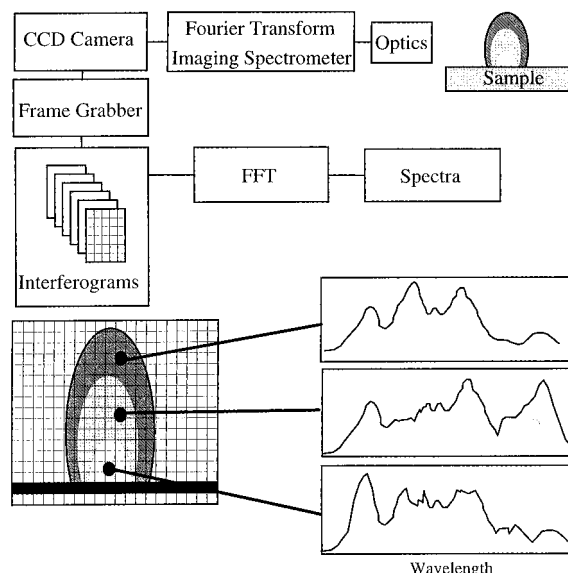 CCD Camera
Fourier Transform
Imaging Spectrometer
Optics
Sample
Frame Grabber
Interferograms
FFT
Spectra
Wavelength